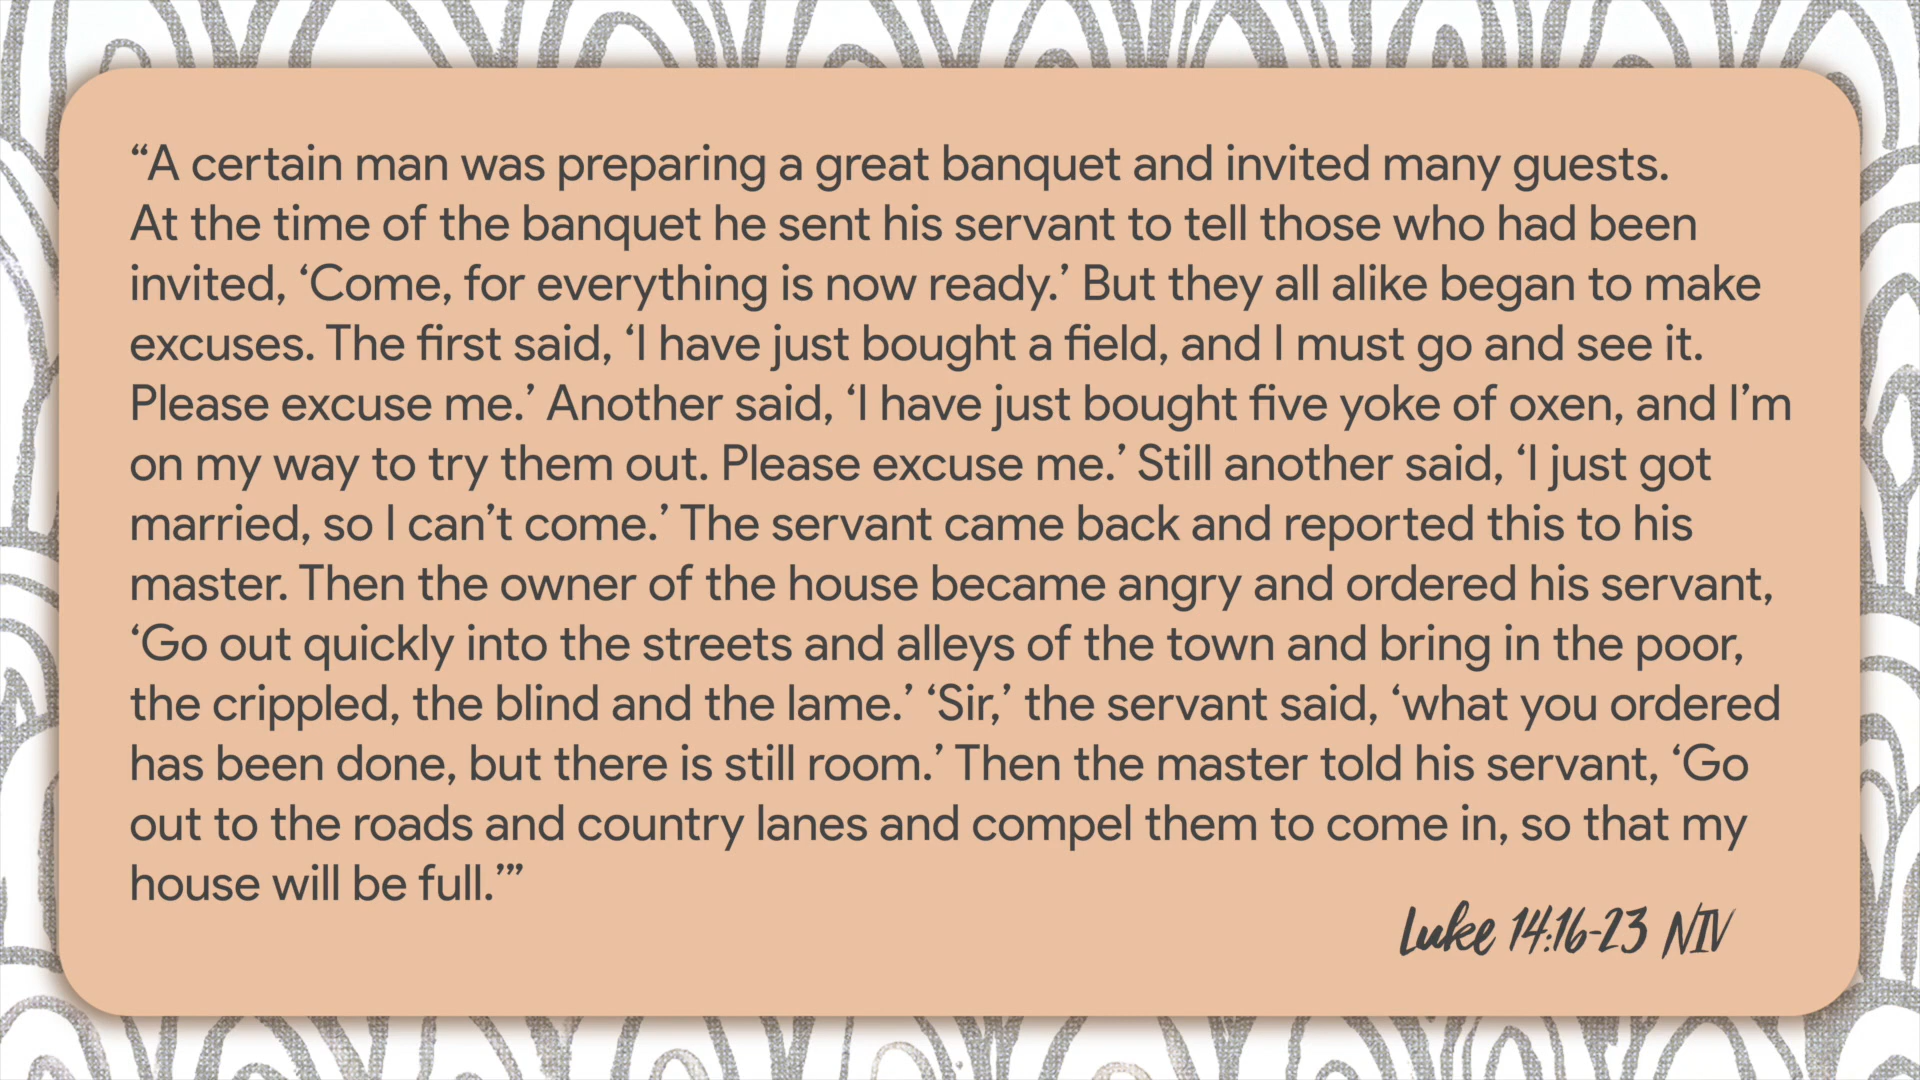 “A certain man was preparing a great banquet and invited many guests.
At the time of the banquet he sent his servant to tell those who had been
invited, ‘Come, for everything is now ready.’ But they all alike began to make
excuses. The first said, ‘I have just bought a field, and I must go and see it.
Please excuse me.’ Another said, ‘I have just bought five yoke of oxen, and I’m
on my way to try them out. Please excuse me.’ Still another said, ‘I just got
married, so I can’t come.’ The servant came back and reported this to his
master. Then the owner of the house became angry and ordered his servant,
‘Go out quickly into the streets and alleys of the town and bring in the poor,
the crippled, the blind and the lame.’ ‘Sir,’ the servant said, ‘what you ordered
has been done, but there is still room.’ Then the master told his servant, ‘Go
out to the roads and country lanes and compel them to come in, so that my
house will be full.’”
Luke 14:16-23 NIV